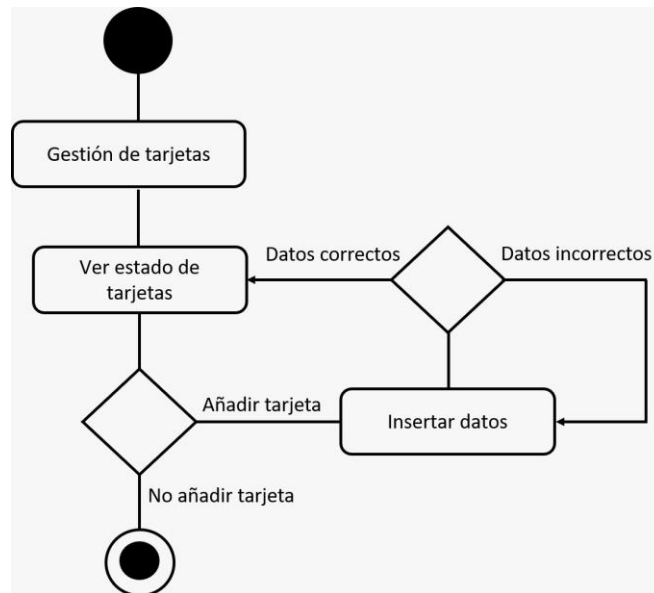 Gestión de tarjetas
Ver estado de
tarjetas
Datos correctos
Datos incorrectos
Añadir tarjeta
Insertar datos
No añadir tarjeta